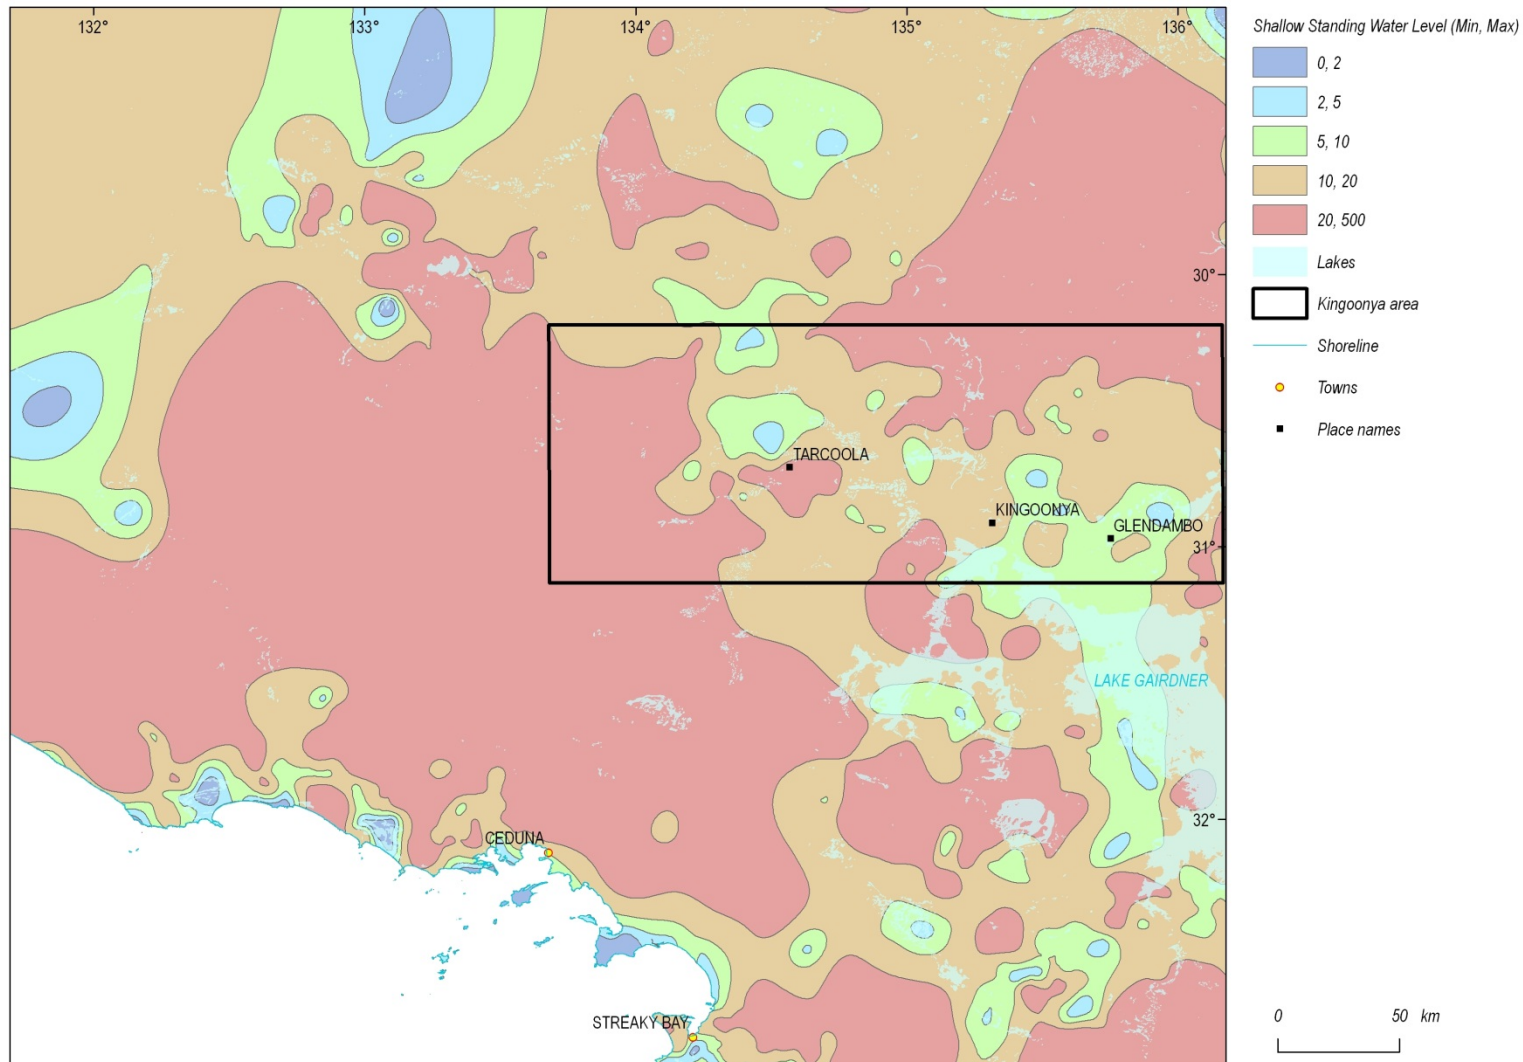 132°
133°
134°
135°
136°
30°
31°
32°
TARCOOLA
KINGOONYA
GLENDAMBO
LAKE GAIRDNER
CEDUNA
STREAKY BAY
Shallow Standing Water Level (Min, Max)
0, 2
2, 5
5, 10
10, 20
20, 500
Lakes
Kingoonya area
Shoreline
Towns
Place names
0 50 km